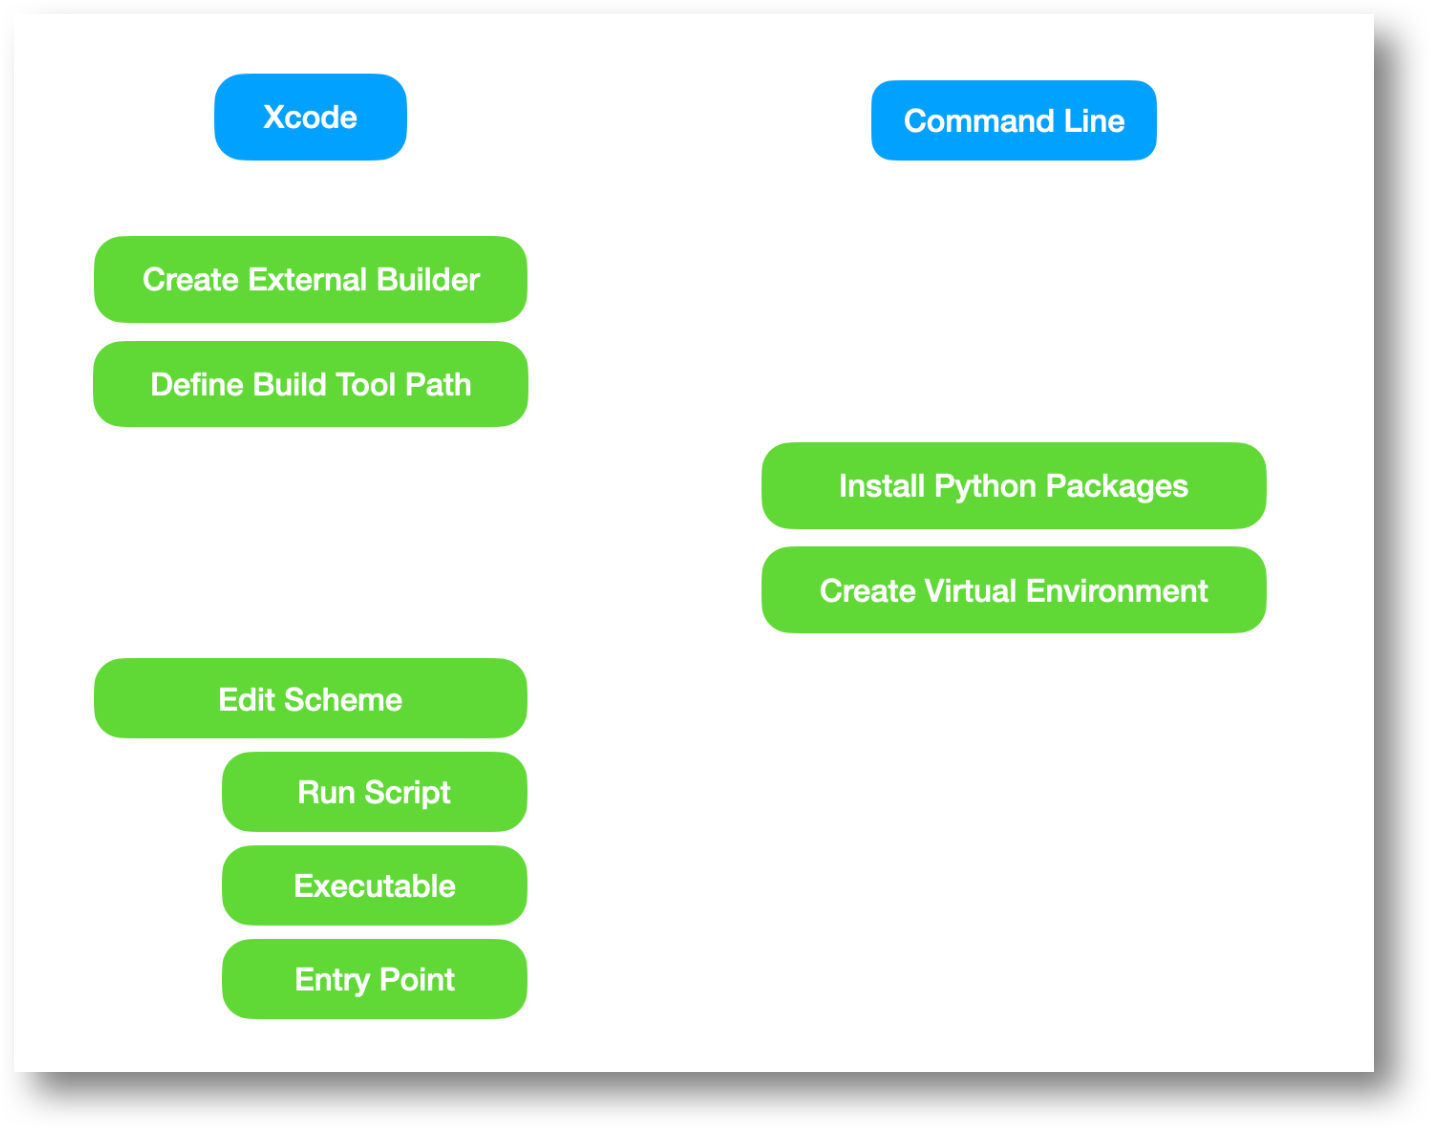 Xcode
Command Line
Create External Builder
Define Build Tool Path
Install Python Packages
Create Virtual Environment
Edit Scheme
Run Script
Executable
Entry Point